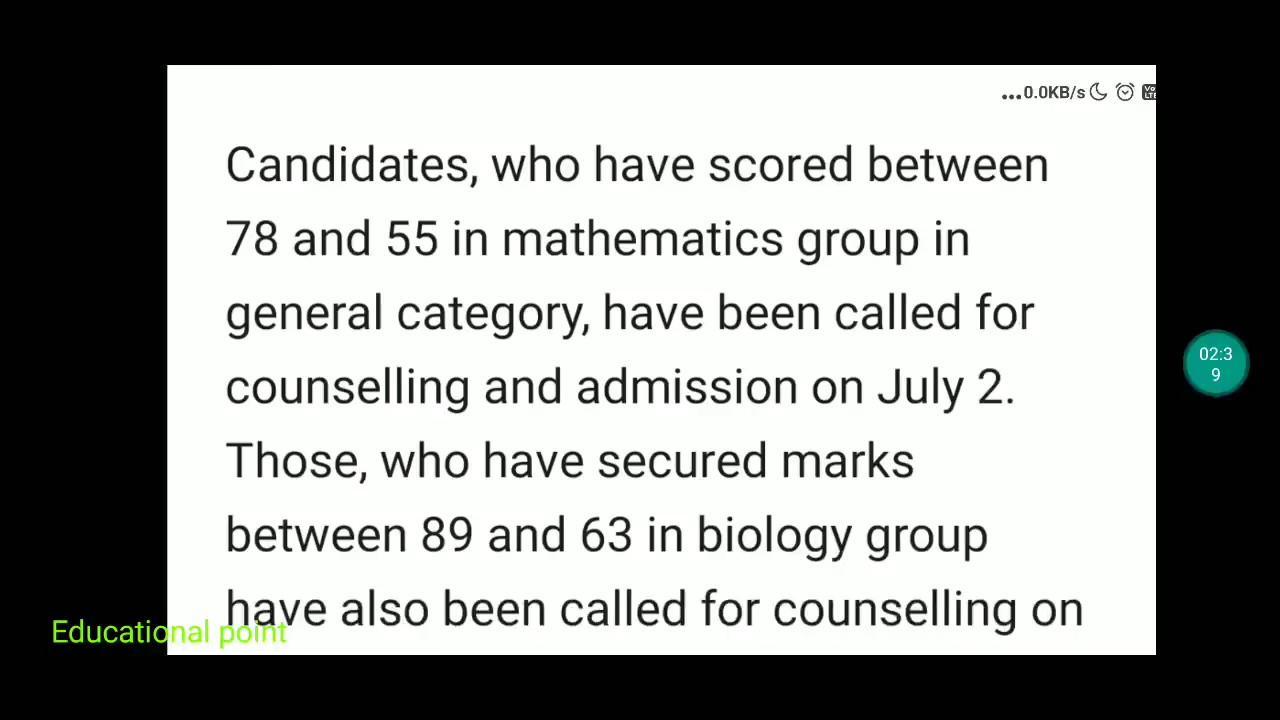 ...0.0KB/s
Candidates, who have scored between
78 and 55 in mathematics group in
general category, have been called for
counselling and admission on July 2.
Those, who have secured marks
between 89 and 63 in biology group
have also been called for counselling on
Educational point
02:3
9